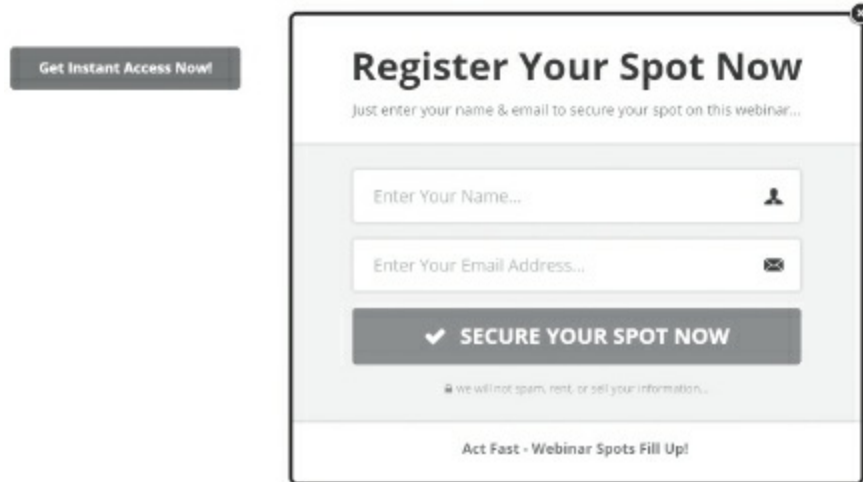 Get Instant Access Now!
Register Your Spot Now
Just enter your name & email to secure your spot on this webinar...
Enter Your Name...
Enter Your Email Address...
SECURE YOUR SPOT NOW
we will not spam, rent, or sell your information...
Act Fast - Webinar Spots Fill Up!